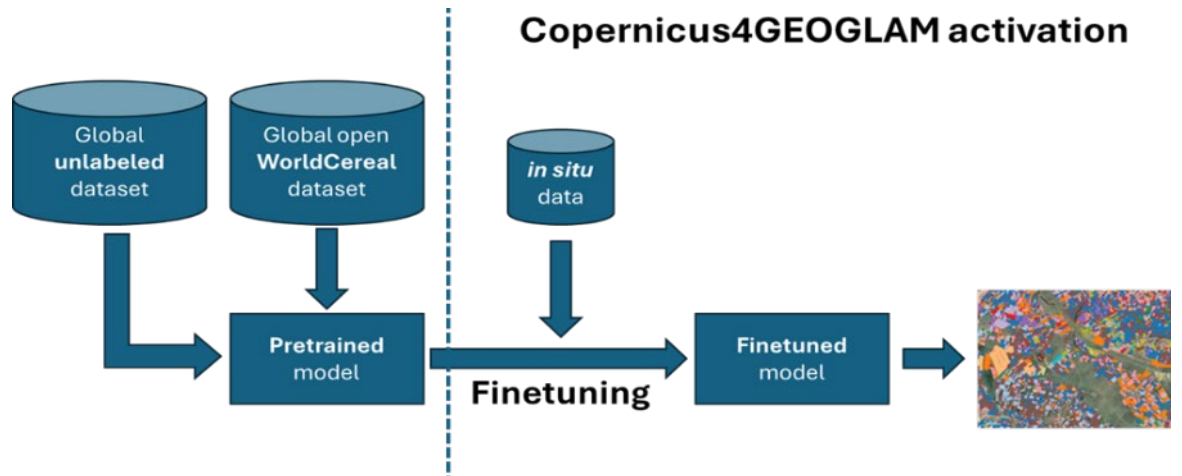 Copernicus4GEOGLAM activation
Global
unlabeled
dataset
Global open
WorldCereal
dataset
in situ
data
Pretrained
model
Finetuning
Finetuned
model